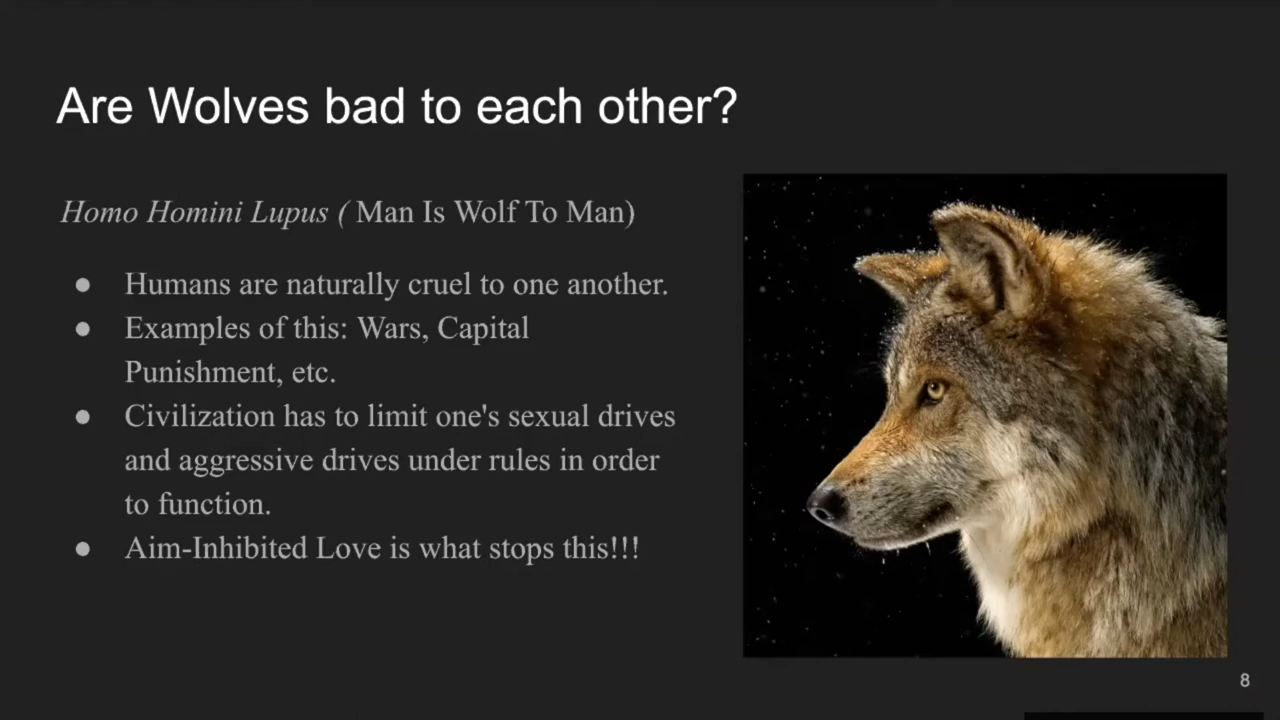 Are Wolves bad to each other?
Homo Homini Lupus ( Man Is Wolf To Man)
● Humans are naturally cruel to one another.
● Examples of this: Wars, Capital
Punishment, etc.
● Civilization has to limit one's sexual drives
and aggressive drives under rules in order
to function.
● Aim-Inhibited Love is what stops this!!!
8